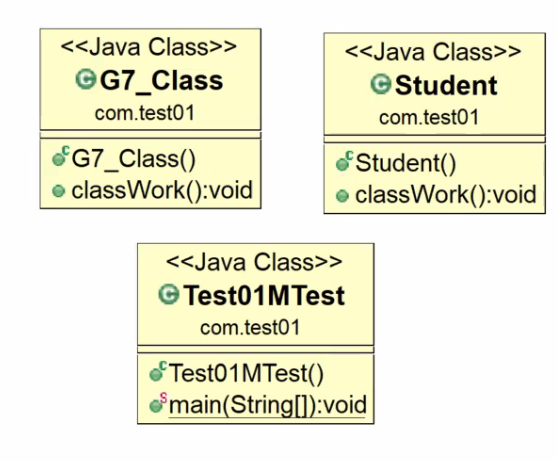 <<Java Class>>
G7_Class
com.test01
G7_Class()
classWork():void
<<Java Class>>
Student
com.test01
Student()
classWork():void
<<Java Class>>
Test01MTest
com.test01
Test01MTest()
main(String[]):void